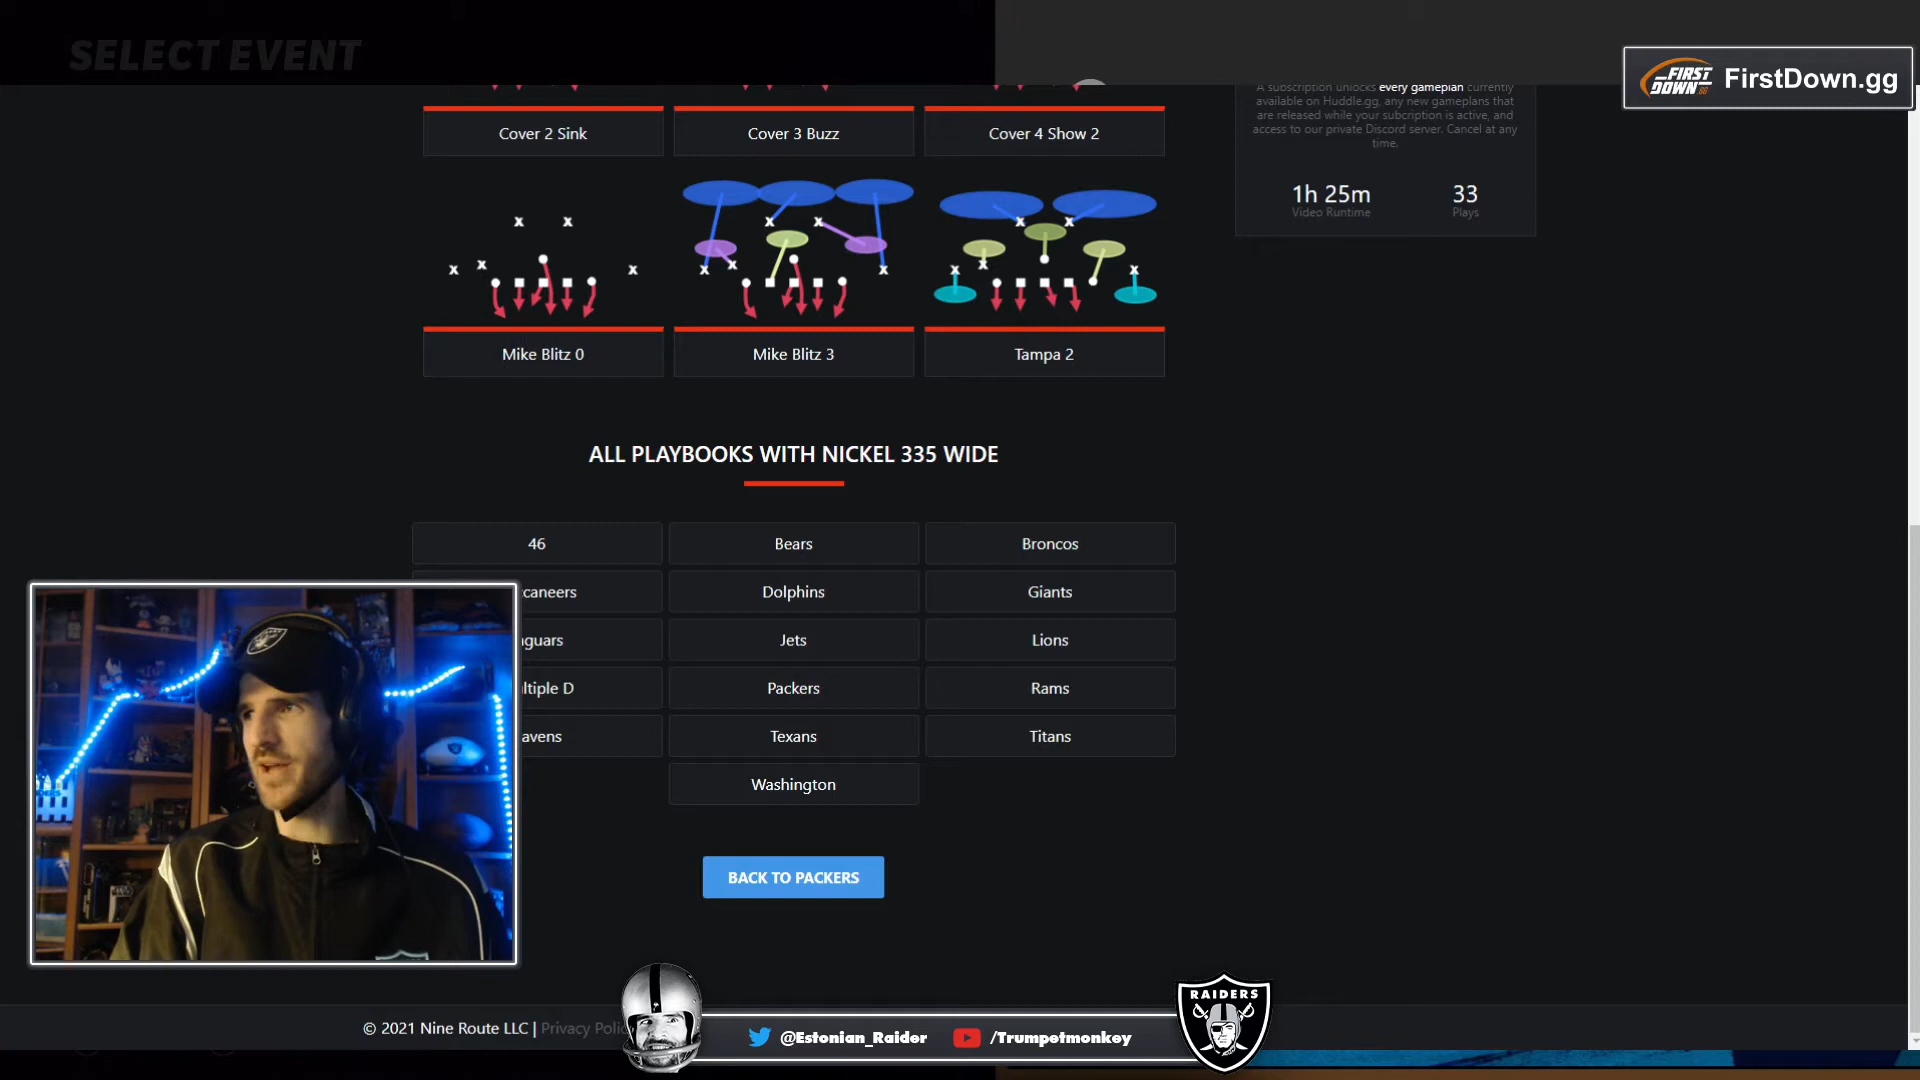 SELECT EVENT
FIRST DOWN.GG
FirstDown.gg
A subscription unlocks every gameplan currently
available on Huddle.gg, any new gameplans that
are released while your subcription is active, and
access to our private Discord server. Cancel at any
time.
1h 25m
33
Video Runtime
Plays
Cover 2 Sink
Cover 3 Buzz
Cover 4 Show 2
Mike Blitz 0
Mike Blitz 3
Tampa 2
ALL PLAYBOOKS WITH NICKEL 335 WIDE
46
Bears
Broncos
ccaneers
Dolphins
Giants
guars
Jets
Lions
ltiple D
Packers
Rams
avens
Texans
Titans
Washington
BACK TO PACKERS
© 2021 Nine Route LLC | Privacy Polic
@Estonian_Raider
/Trumpetmonkey
RAIDERS